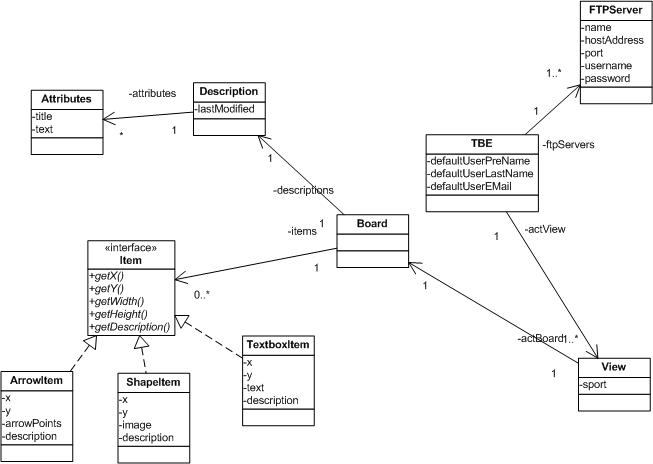 FTPServer
-name
-hostAddress
-port
-username
-password
1..*
1
-ftpServers
TBE
-defaultUserPreName
-defaultUserLastName
-defaultUserEMail
Description
-lastModified
-attributes
1
*
Attributes
-title
-text
1
-descriptions
1
Board
-items
1
0..*
«interface»
Item
+getX()
+getY()
+getWidth()
+getHeight()
+getDescription()
-actView
1
1
-actBoard
1..*
1
View
-sport
TextboxItem
-x
-y
-text
-description
ArrowItem
-x
-y
-arrowPoints
-description
ShapeItem
-x
-y
-image
-description